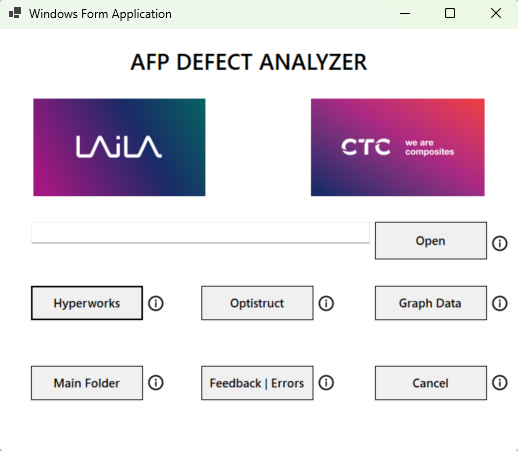 Windows Form Application
AFP DEFECT ANALYZER
LAiLA
CTC we are
composites
Open
Hyperworks Optistruct Graph Data
Main Folder Feedback | Errors Cancel